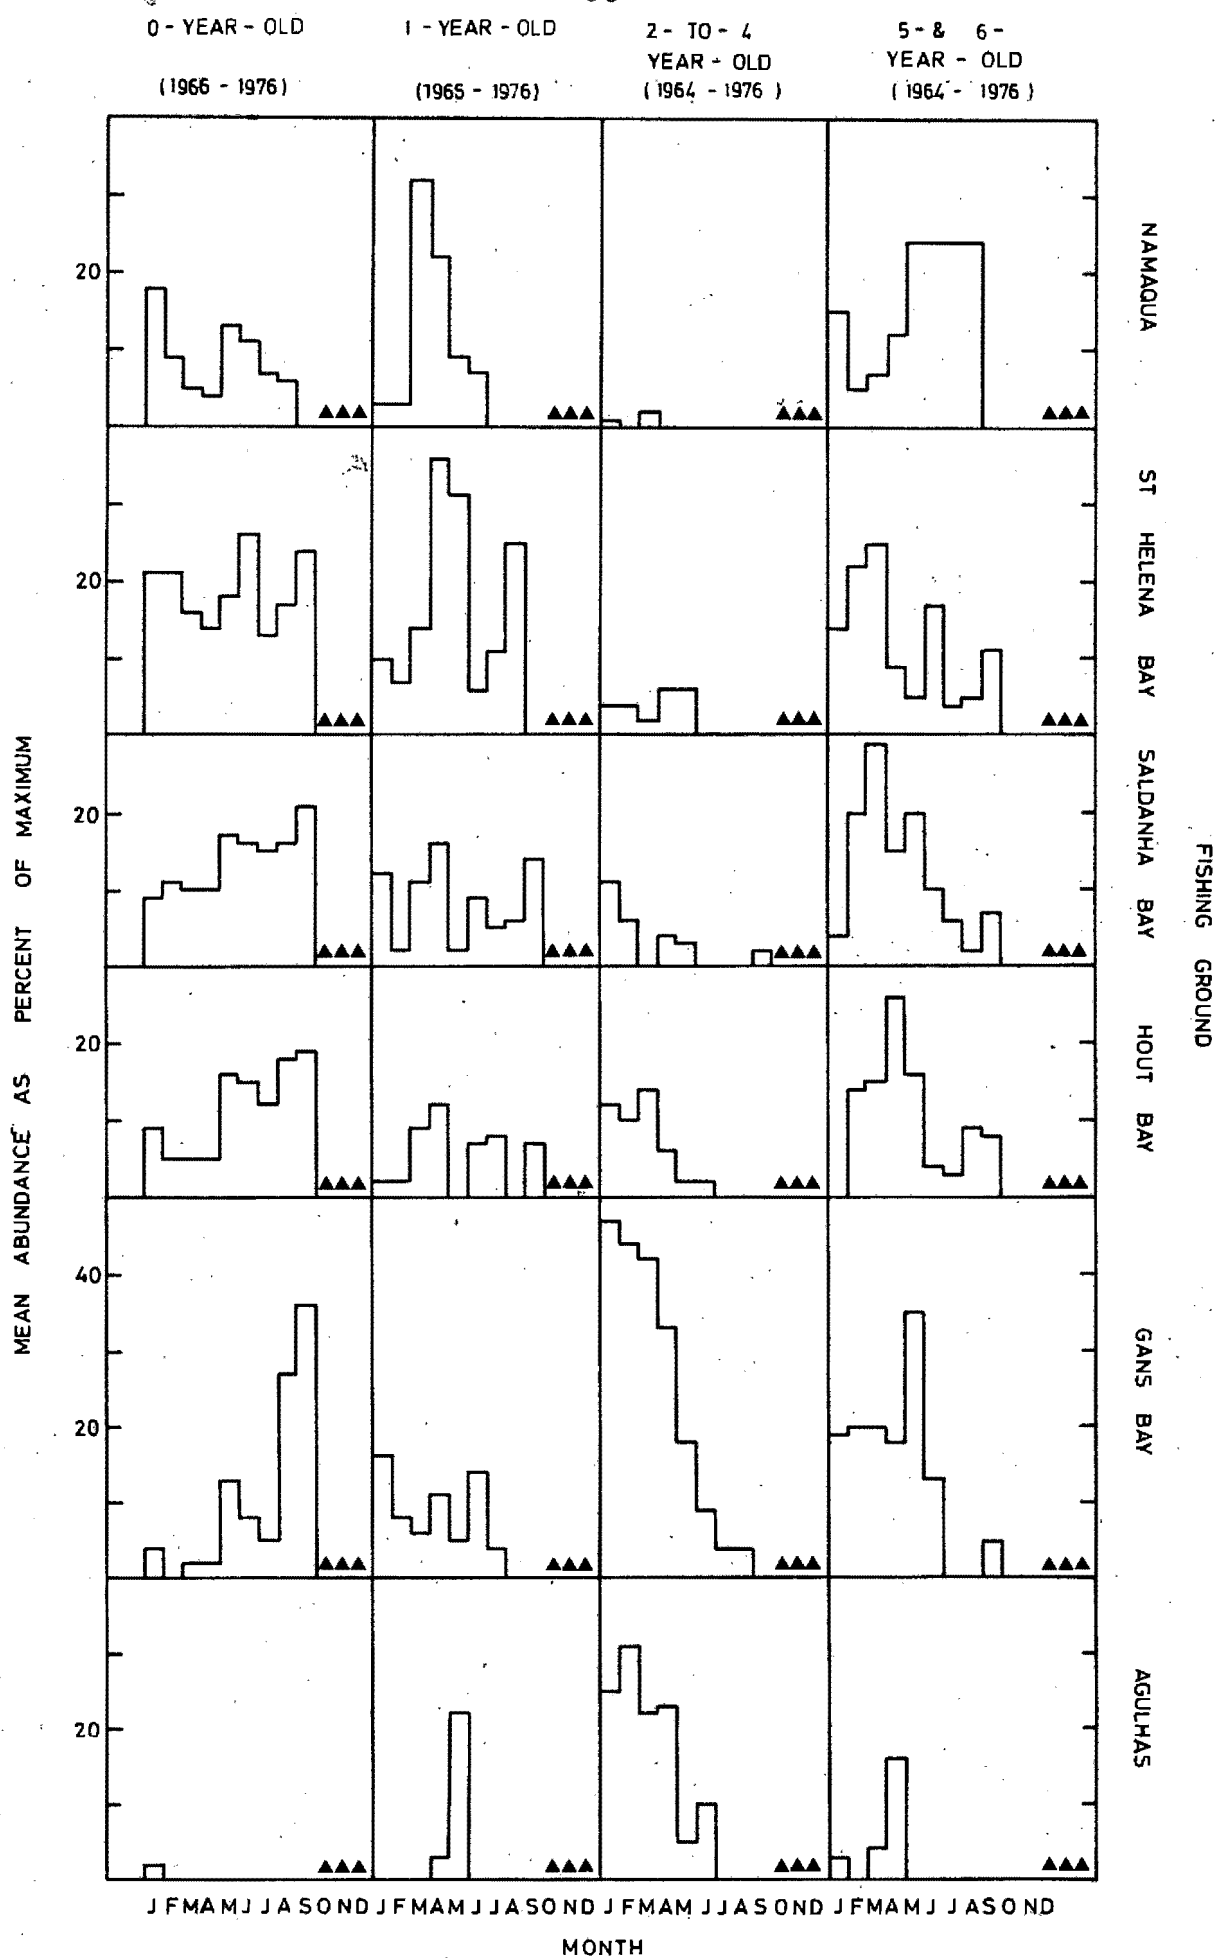 0 - YEAR - OLD
(1966 - 1976)
1 - YEAR - OLD
(1965 - 1976)
2 - TO - 4
YEAR - OLD
(1964 - 1976)
5 - & 6 -
YEAR - OLD
(1964 - 1976)
MEAN ABUNDANCE AS PERCENT OF MAXIMUM
20
20
20
20
40
20
20
NAMAQUA
ST HELENA BAY
SALDANHA BAY
HOUT BAY
GANS BAY
AGULHAS
FISHING GROUND
J F M A M J J A S O N D J F M A M J J A S O N D J F M A M J J A S O N D J F M A M J J A S O N D
MONTH